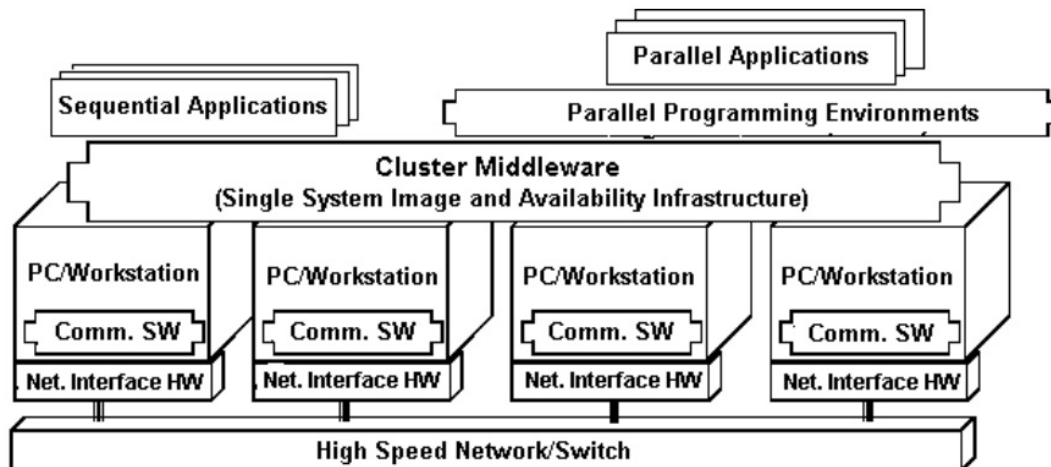 Parallel Applications
Sequential Applications
Parallel Programming Environments
Cluster Middleware
(Single System Image and Availability Infrastructure)
PC/Workstation
PC/Workstation
PC/Workstation
PC/Workstation
Comm. SW
Comm. SW
Comm. SW
Comm. SW
Net. Interface HW
Net. Interface HW
Net. Interface HW
Net. Interface HW
High Speed Network/Switch